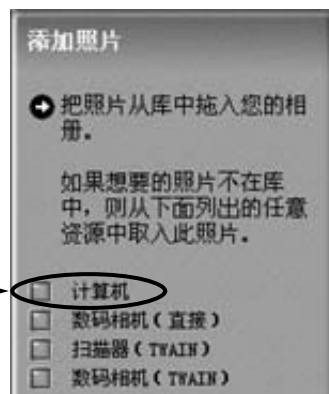 添加照片
把照片从库中拖入您的相
册。
如果想要的照片不在库
中，则从下面列出的任意
资源中取入此照片。
计算机
数码相机(直接)
扫描器(TWAIN)
数码相机(TWAIN)